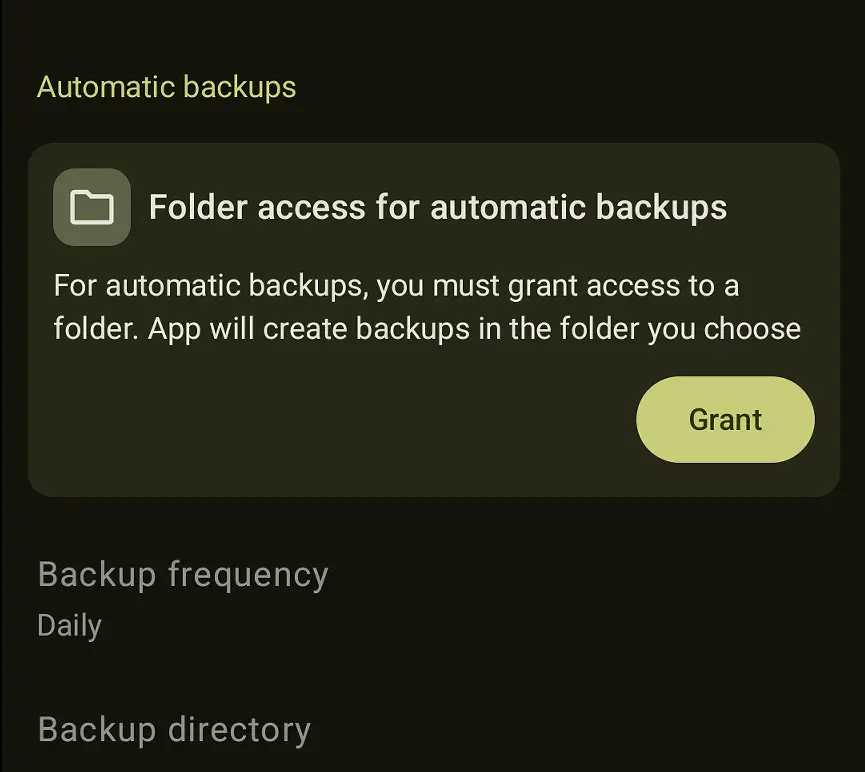 Automatic backups
Folder access for automatic backups
For automatic backups, you must grant access to a
folder. App will create backups in the folder you choose
Grant
Backup frequency
Daily
Backup directory